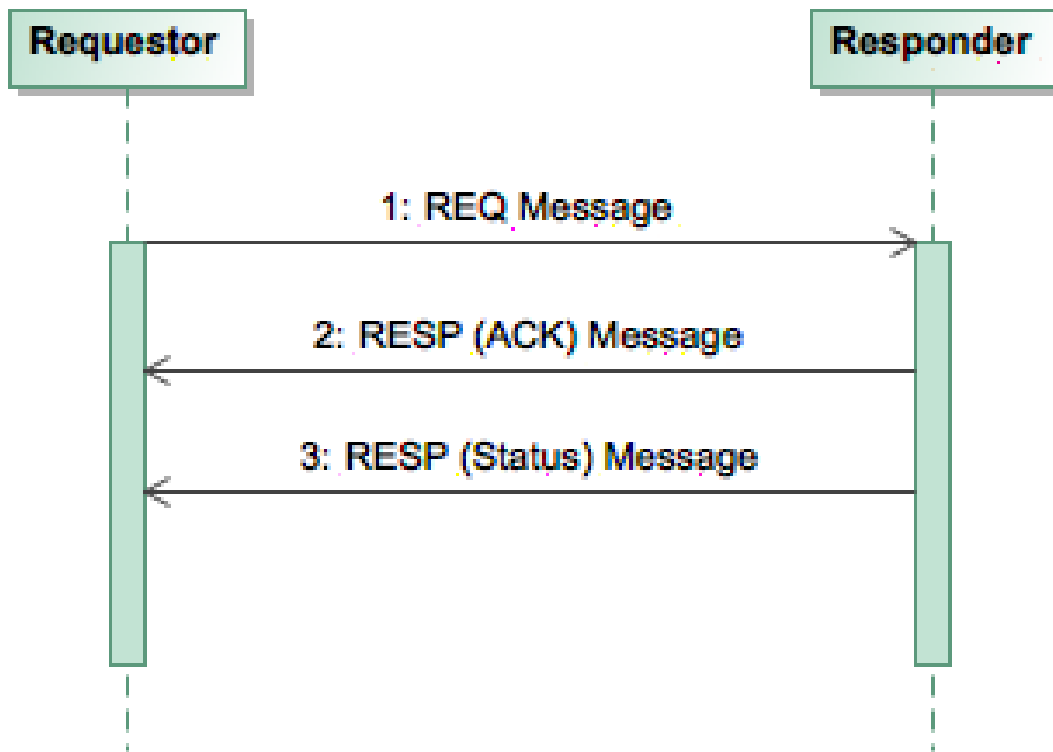 Requestor
Responder
1: REQ Message
2: RESP (ACK) Message
3: RESP (Status) Message